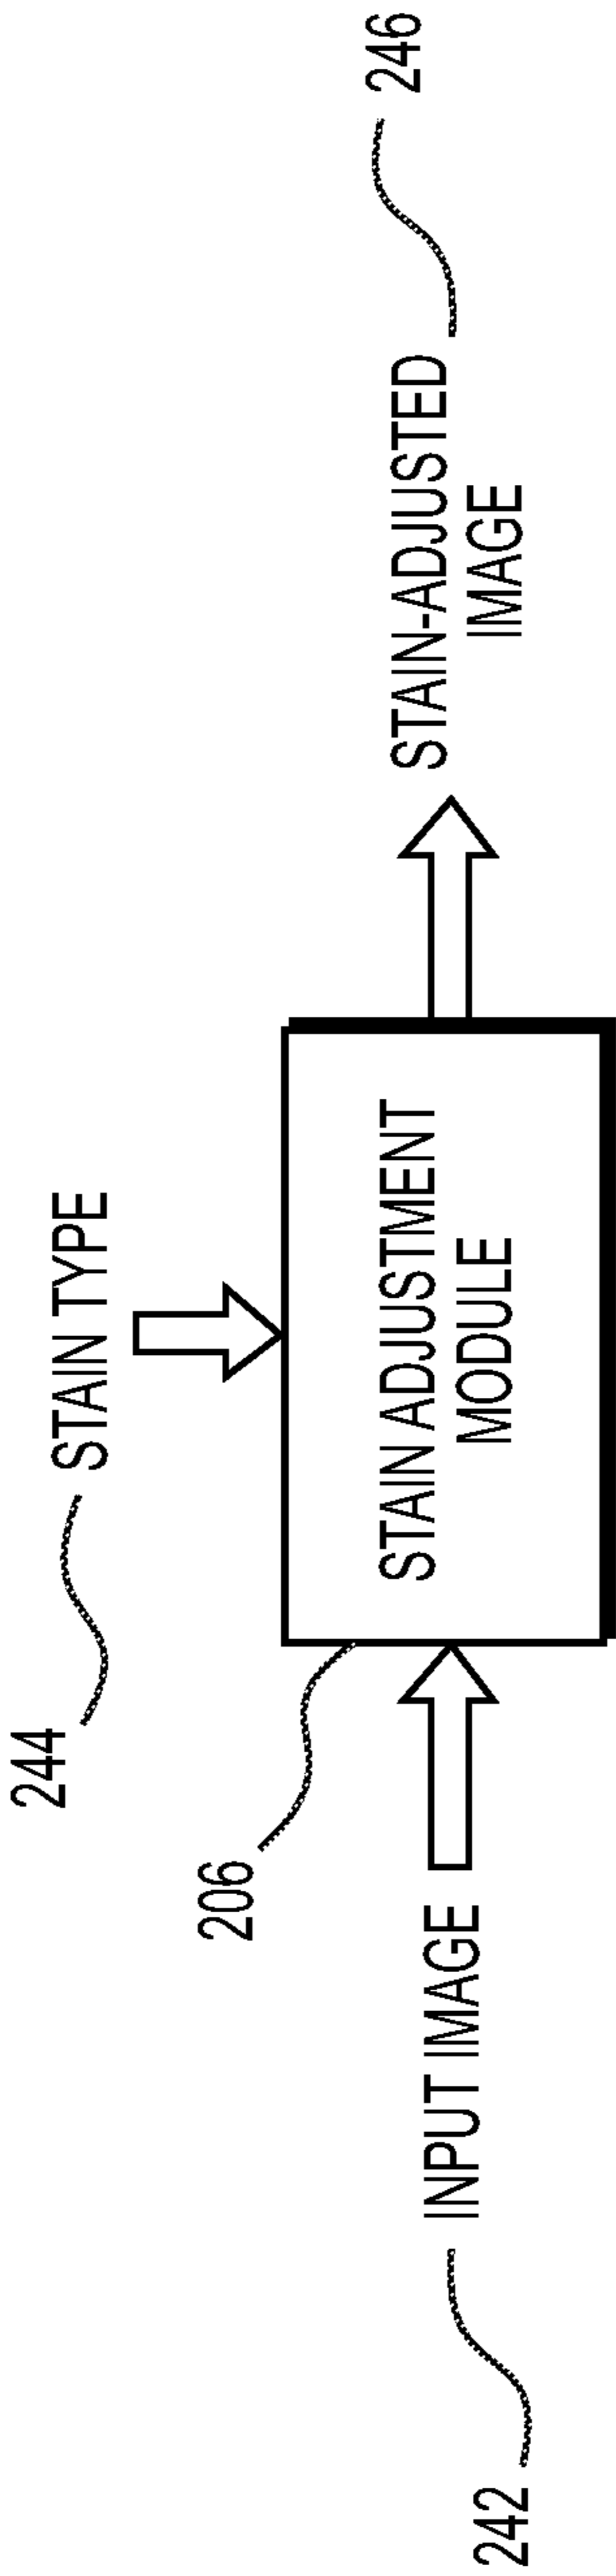 244
STAIN TYPE
206
242
INPUT IMAGE
STAIN ADJUSTMENT
MODULE
STAIN-ADJUSTED
IMAGE
246